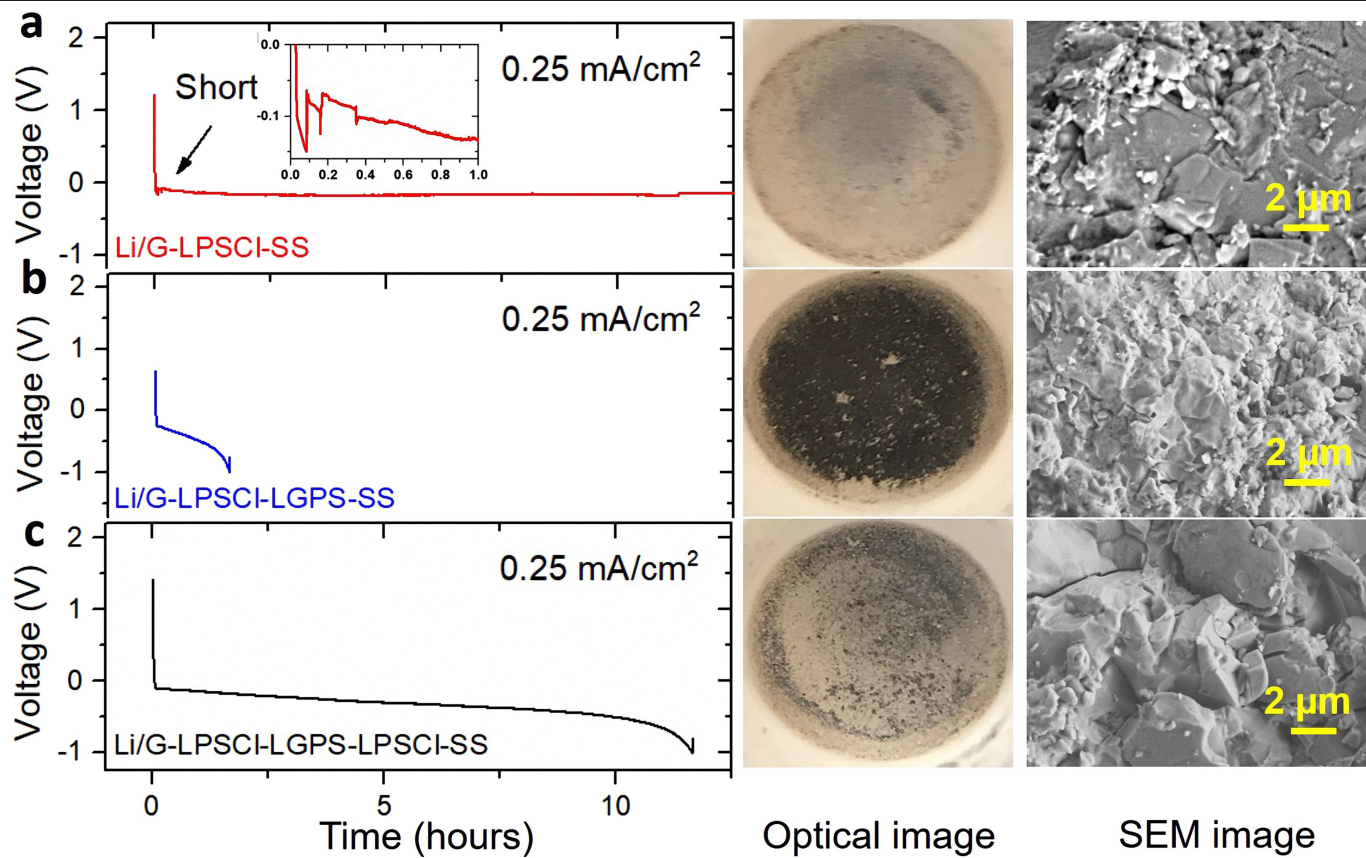 a
2
1
0
-1
Voltage (V)
Short
0.25 mA/cm²
0.0
-0.1
0.0 0.2 0.4 0.6 0.8 1.0
Li/G-LPSCl-SS
2 µm
b
2
1
0
-1
Voltage (V)
0.25 mA/cm²
Li/G-LPSCl-LGPS-SS
2 µm
c
2
1
0
-1
Voltage (V)
0.25 mA/cm²
Li/G-LPSCl-LGPS-LPSCl-SS
2 µm
0 5 10
Time (hours)
Optical image
SEM image